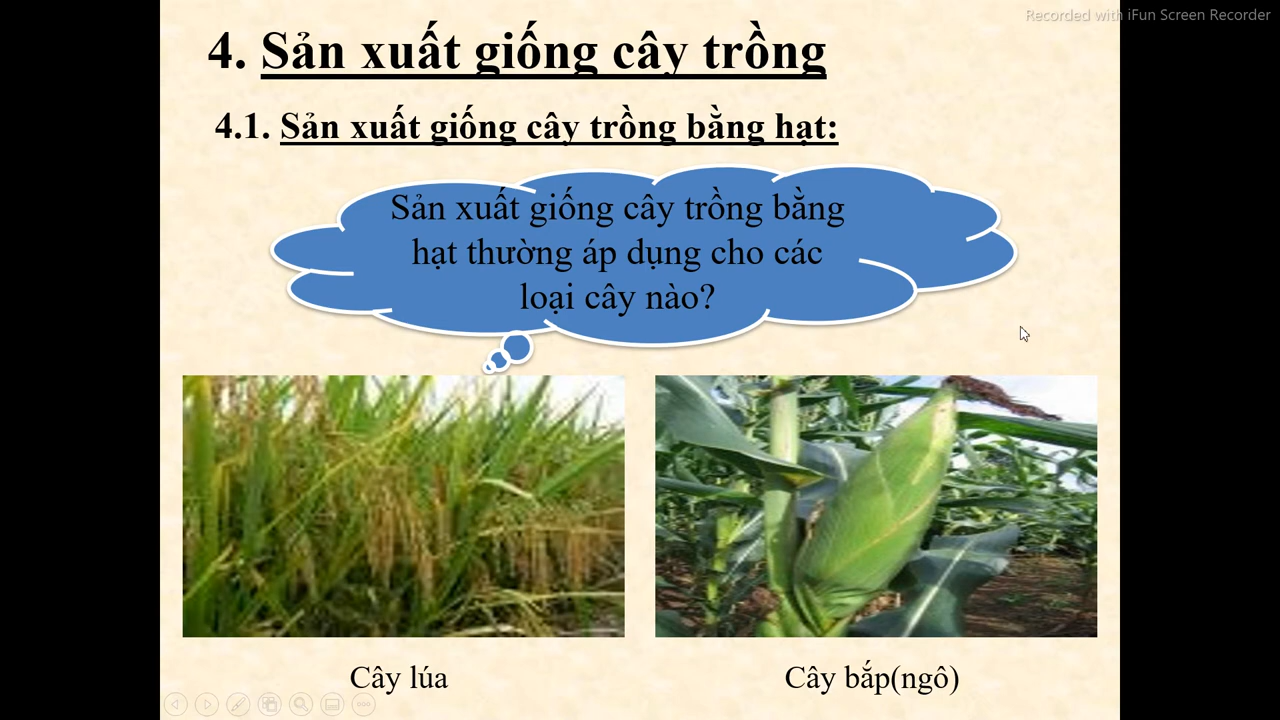 Recorded with iFun Screen Recorder
4. Sản xuất giống cây trồng
4.1. Sản xuất giống cây trồng bằng hạt:
Sản xuất giống cây trồng bằng
hạt thường áp dụng cho các
loại cây nào?
Cây lúa
Cây bắp(ngô)